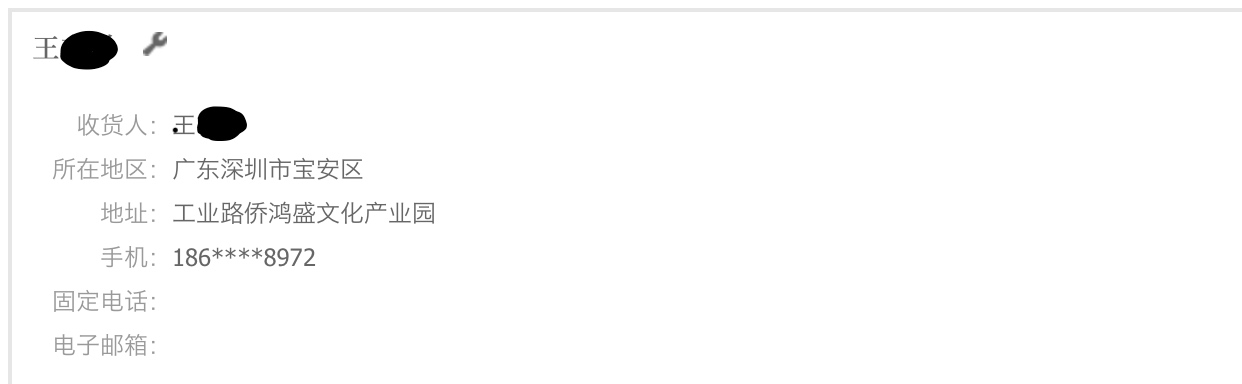 王
收货人：王
所在地区：广东深圳市宝安区
地址：工业路侨鸿盛文化产业园
手机：186****8972
固定电话：
电子邮箱：